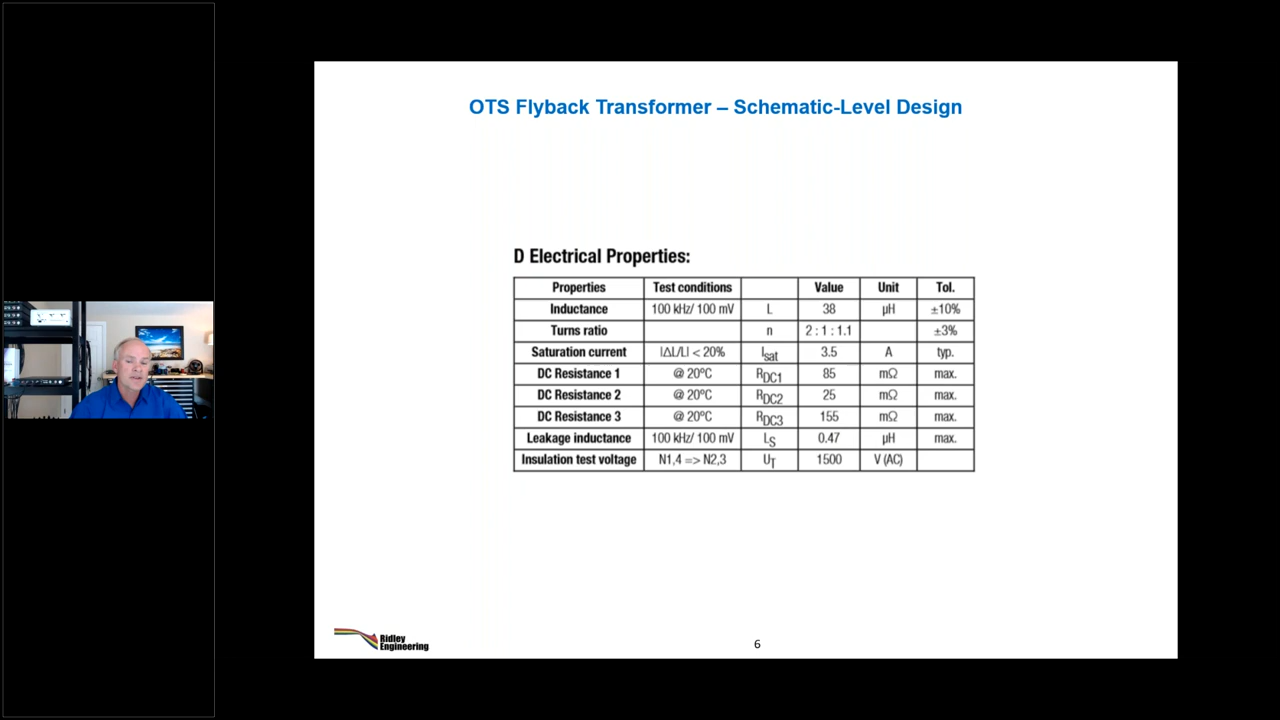 OTS Flyback Transformer – Schematic-Level Design
D Electrical Properties:
Properties Test conditions Value Unit Tol.
Inductance 100 kHz/ 100 mV L 38 µH ±10%
Turns ratio n 2 : 1 : 1.1 ±3%
Saturation current |ΔL/L| < 20% Isat 3.5 A typ.
DC Resistance 1 @ 20ºC RDC1 85 mΩ max.
DC Resistance 2 @ 20ºC RDC2 25 mΩ max.
DC Resistance 3 @ 20ºC RDC3 155 mΩ max.
Leakage inductance 100 kHz/ 100 mV LS 0.47 µH max.
Insulation test voltage N1,4 => N2,3 UT 1500 V (AC)
Ridley
Engineering
6